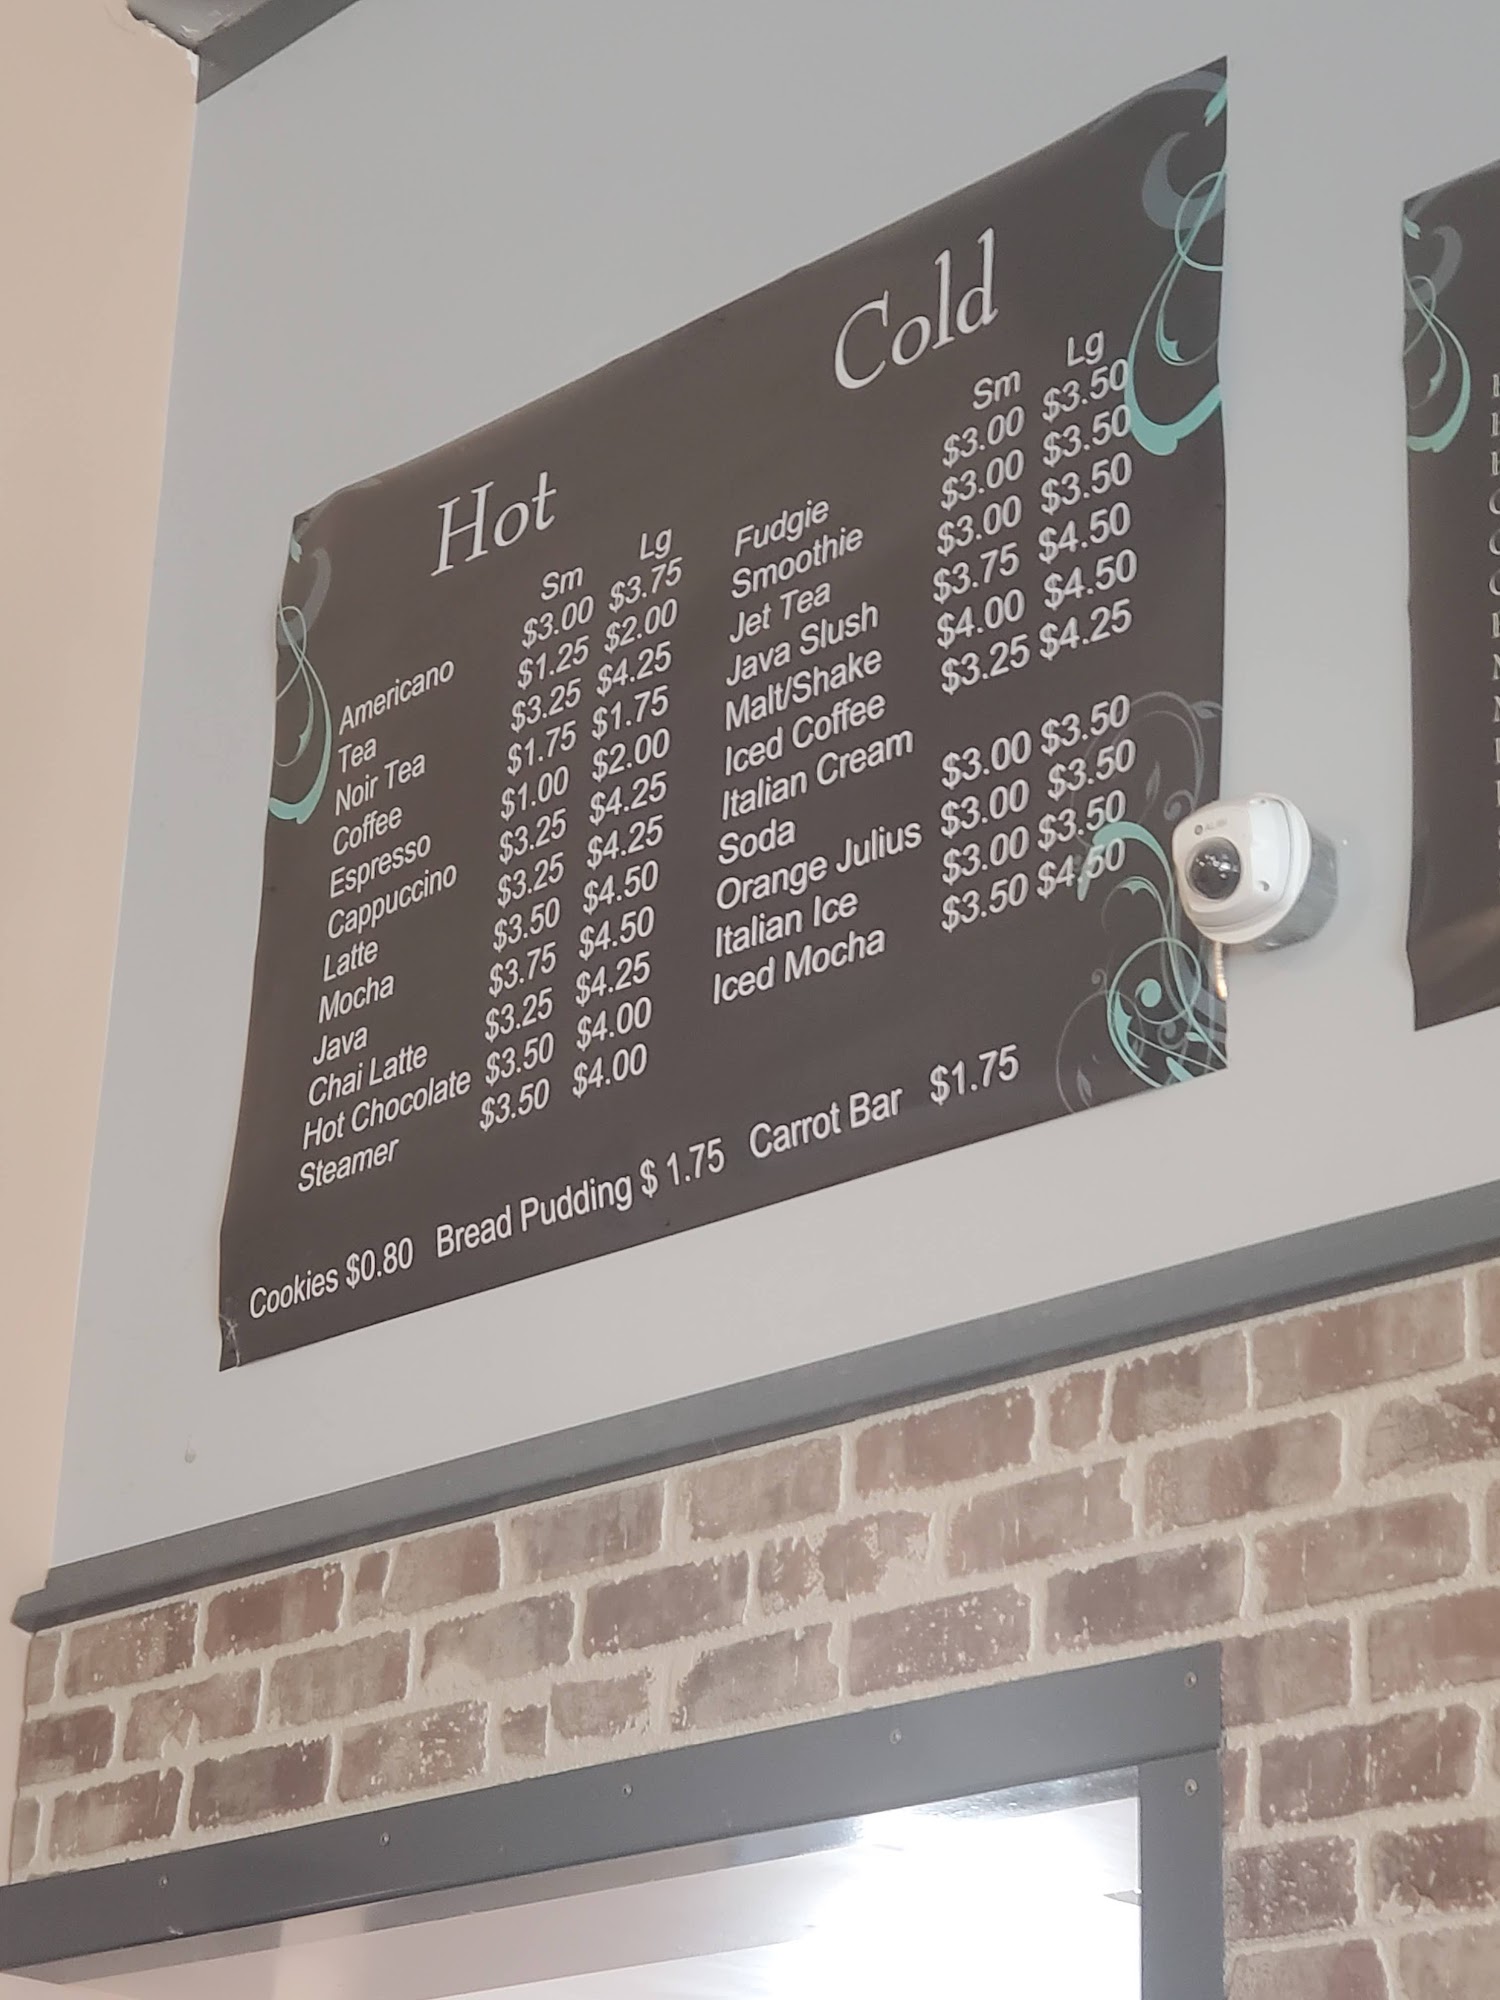 Hot
Sm Lg
Americano $3.00 $3.75
Tea $1.25 $2.00
Noir Tea $3.25 $4.25
Coffee $1.75 $1.75
Espresso $1.00 $2.00
Cappuccino $3.25 $4.25
Latte $3.25 $4.25
Mocha $3.50 $4.50
Java $3.75 $4.50
Chai Latte $3.25 $4.25
Hot Chocolate $3.50 $4.00
Steamer $3.50 $4.00
Cold
Sm Lg
Fudgie $3.00 $3.50
Smoothie $3.00 $3.50
Jet Tea $3.00 $3.50
Java Slush $3.75 $4.50
Malt/Shake $4.00 $4.50
Iced Coffee $3.25 $4.25
Italian Cream
Soda $3.00 $3.50
Orange Julius $3.00 $3.50
Italian Ice $3.00 $3.50
Iced Mocha $3.50 $4.50
Cookies $0.80 Bread Pudding $ 1.75 Carrot Bar $1.75
ALIBI